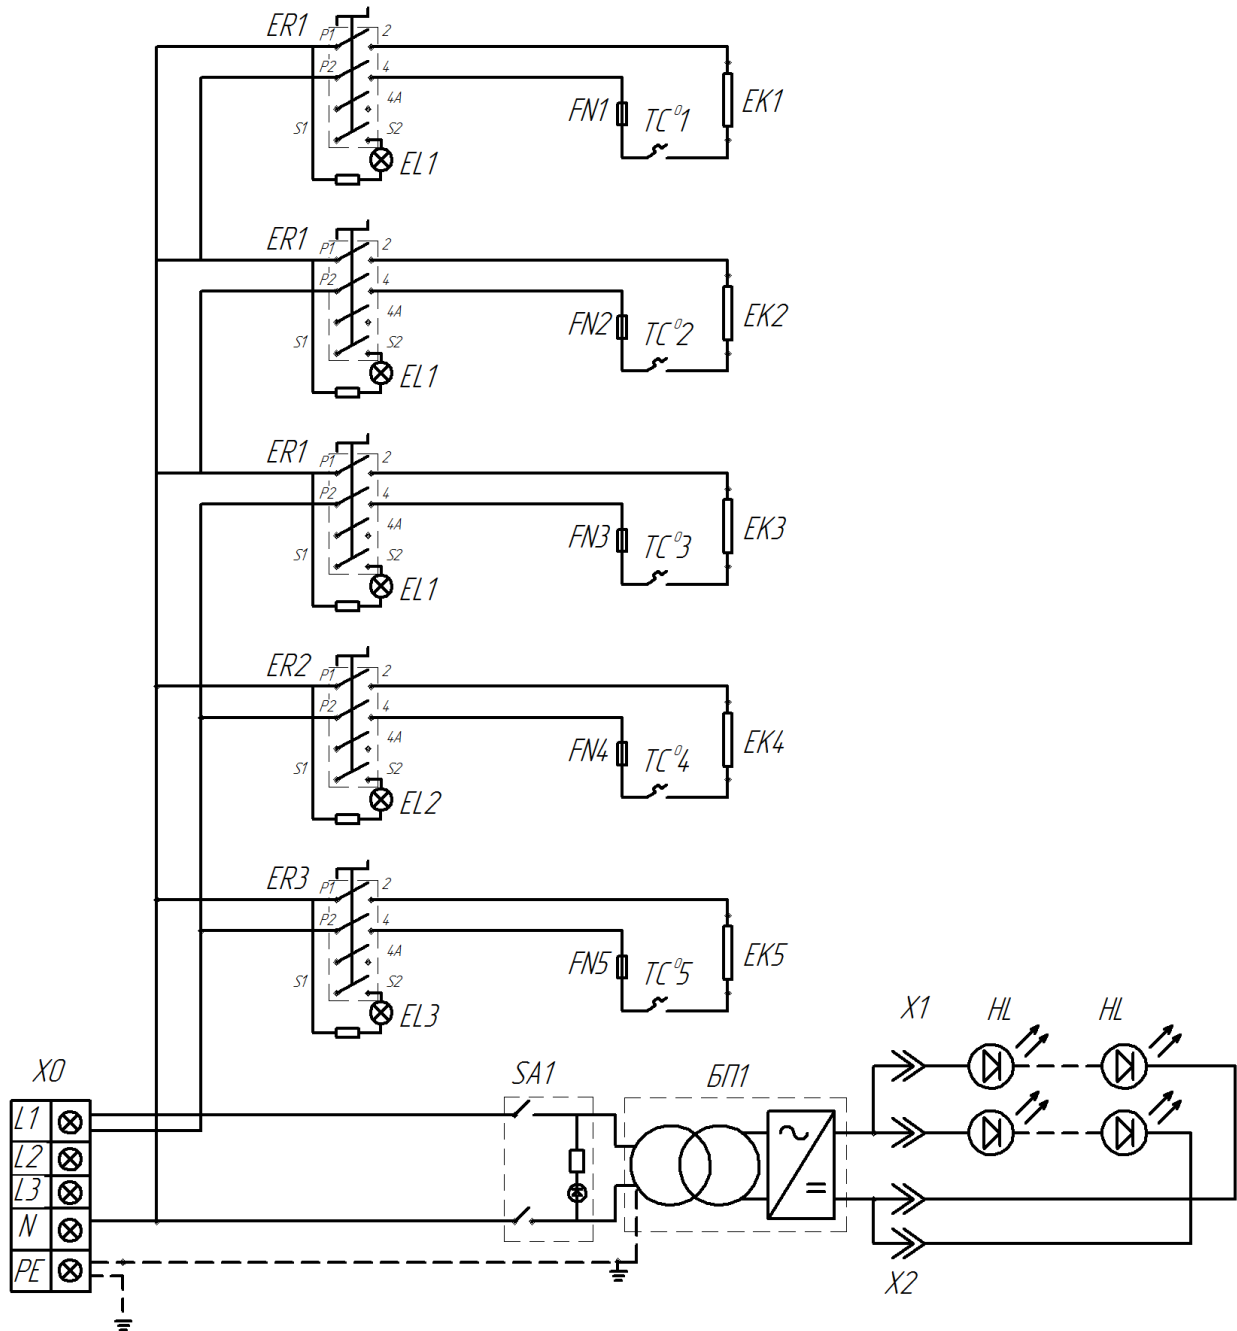 ER1 P1 2
P2 4
4A
S1 S2
EL1
FN1 TC°1 EK1
ER1 P1 2
P2 4
4A
S1 S2
EL1
FN2 TC°2 EK2
ER1 P1 2
P2 4
4A
S1 S2
EL1
FN3 TC°3 EK3
ER2 P1 2
P2 4
4A
S1 S2
EL2
FN4 TC°4 EK4
ER3 P1 2
P2 4
4A
S1 S2
EL3
FN5 TC°5 EK5
X0 SA1 БП1 X1 HL HL
L1
L2
L3
N
PE
X2